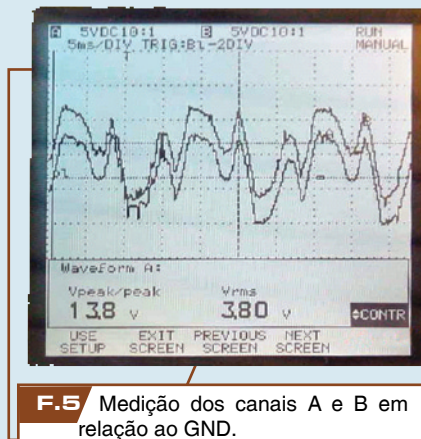 A 5VDC10:1 B 5VDC10:1 RUN
5ms/DIV TRIG:B1-2DIV MANUAL
Waveform A:
Vpeak/peak Vrms
13.8 V 3.80 V CONTR
USE EXIT PREVIOUS NEXT
SETUP SCREEN SCREEN SCREEN
F.5 Medição dos canais A e B em
relação ao GND.